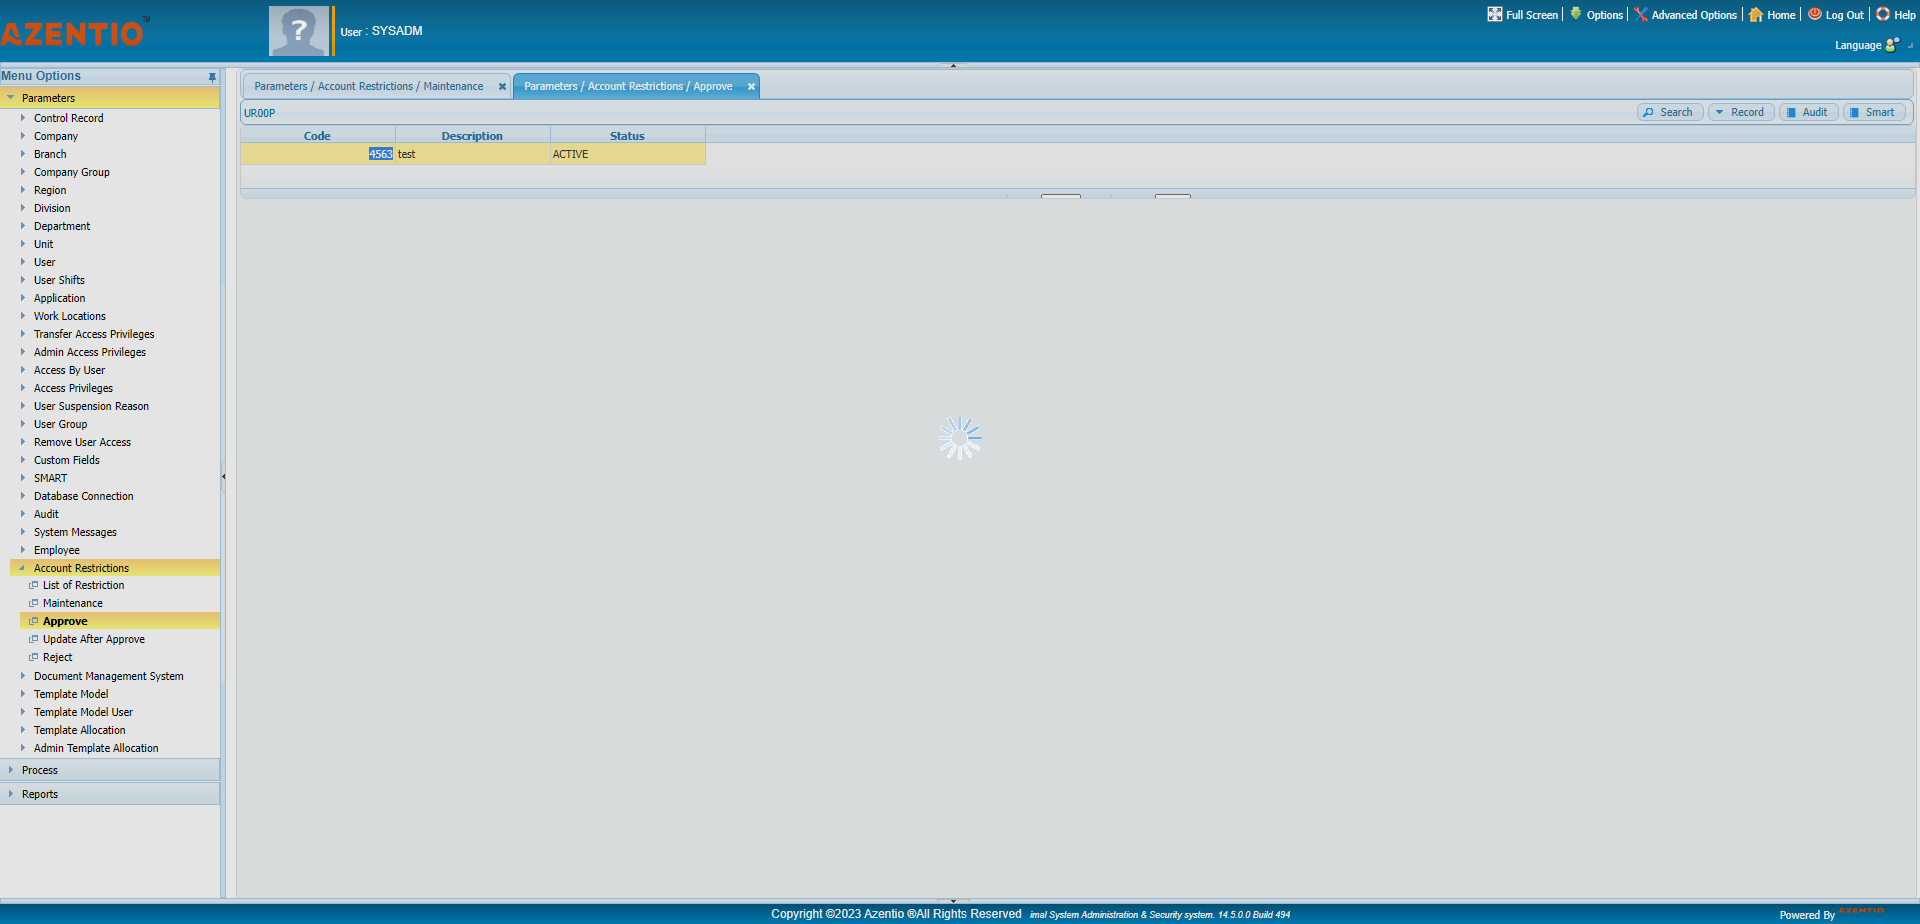 AZENTIO™
User : SYSADM
Full Screen
Options
Advanced Options
Home
Log Out
Help
Language
Menu Options
Parameters
Control Record
Company
Branch
Company Group
Region
Division
Department
Unit
User
User Shifts
Application
Work Locations
Transfer Access Privileges
Admin Access Privileges
Access By User
Access Privileges
User Suspension Reason
User Group
Remove User Access
Custom Fields
SMART
Database Connection
Audit
System Messages
Employee
Account Restrictions
List of Restriction
Maintenance
Approve
Update After Approve
Reject
Document Management System
Template Model
Template Model User
Template Allocation
Admin Template Allocation
Process
Reports
Parameters / Account Restrictions / Maintenance
Parameters / Account Restrictions / Approve
UR00P
Search
Record
Audit
Smart
Code Description Status
4563 test ACTIVE
Copyright ©2023 Azentio ®All Rights Reserved imal System Administration & Security system. 14.5.0.0 Build 494
Powered By AZENTIO